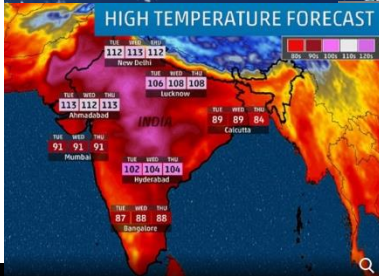 HIGH TEMPERATURE FORECAST
80s 90s 100s 110s 120s
TUE WED THU
112 113 112
New Delhi
TUE WED THU
106 108 108
Lucknow
TUE WED THU
113 112 113
Ahmadabad
INDIA
TUE WED THU
89 89 84
Calcutta
TUE WED THU
91 91 91
Mumbai
TUE WED THU
102 104 104
Hyderabad
TUE WED THU
87 88 88
Bangalore